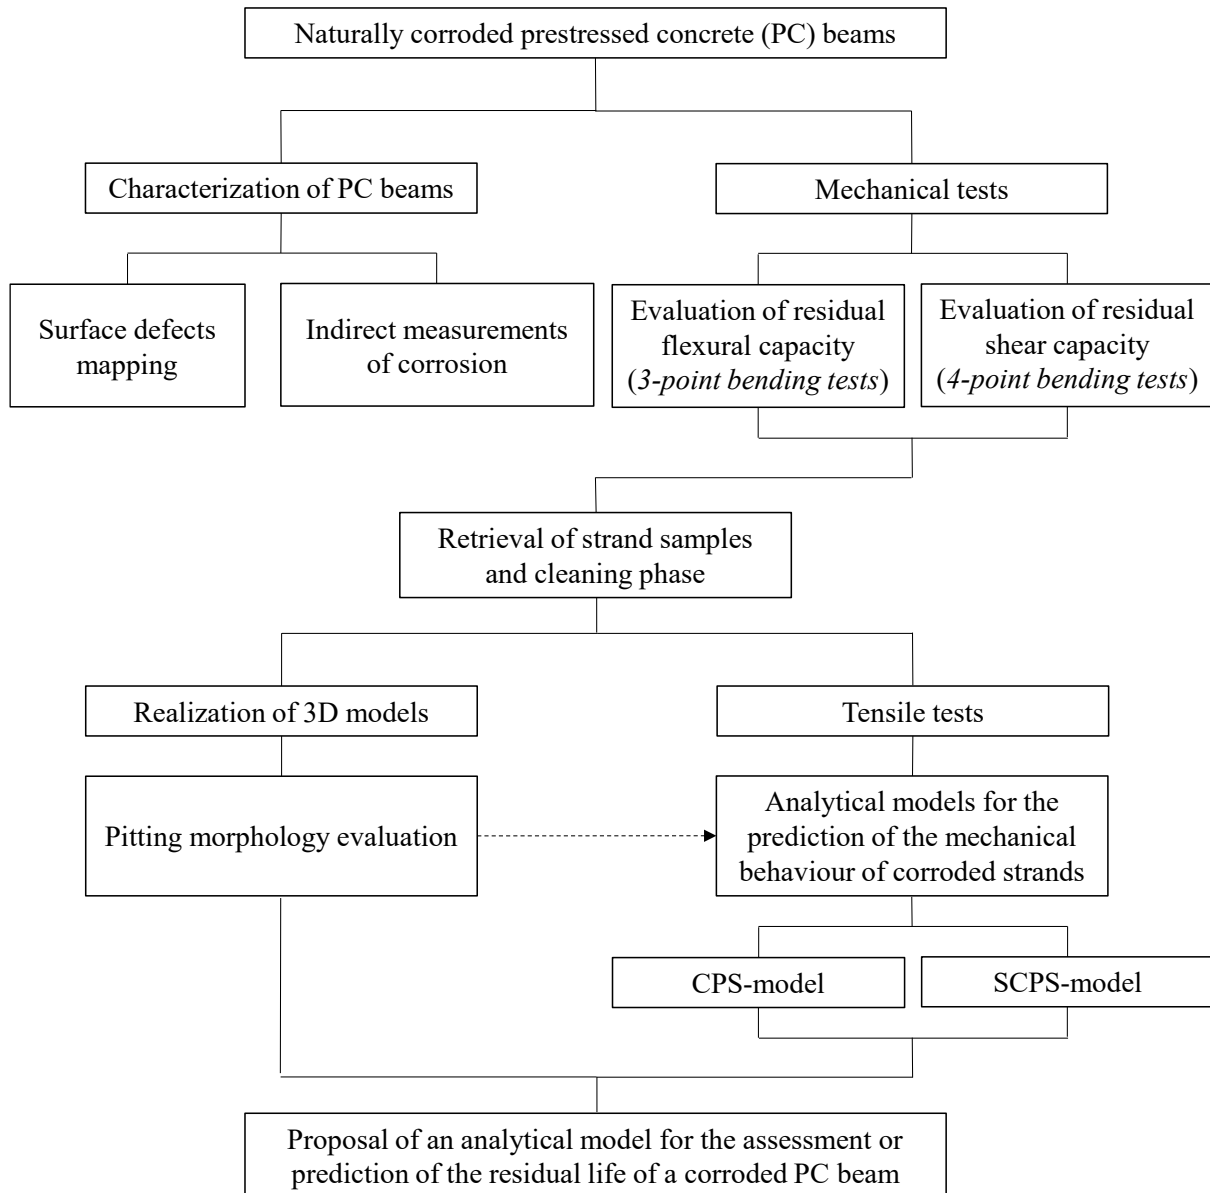 Naturally corroded prestressed concrete (PC) beams
Characterization of PC beams
Mechanical tests
Surface defects
mapping
Indirect measurements
of corrosion
Evaluation of residual
flexural capacity
(3-point bending tests)
Evaluation of residual
shear capacity
(4-point bending tests)
Retrieval of strand samples
and cleaning phase
Realization of 3D models
Tensile tests
Pitting morphology evaluation
Analytical models for the
prediction of the mechanical
behaviour of corroded strands
CPS-model
SCPS-model
Proposal of an analytical model for the assessment or
prediction of the residual life of a corroded PC beam